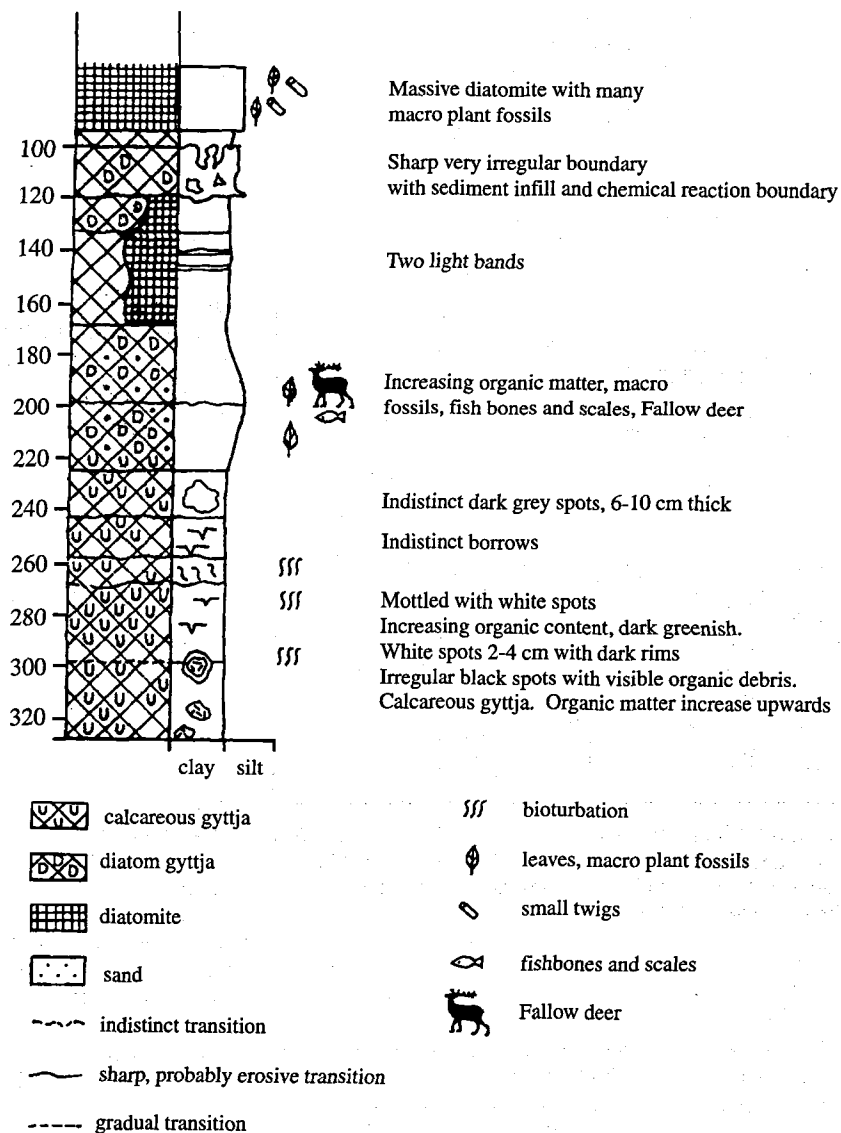 Massive diatomite with many
macro plant fossils
100
Sharp very irregular boundary
with sediment infill and chemical reaction boundary
120
140
Two light bands
160
180
Increasing organic matter, macro
fossils, fish bones and scales, Fallow deer
200
220
240
Indistinct dark grey spots, 6-10 cm thick
Indistinct borrows
260
Mottled with white spots
280
Increasing organic content, dark greenish.
White spots 2-4 cm with dark rims
300
Irregular black spots with visible organic debris.
Calcareous gyttja. Organic matter increase upwards
320
clay silt
calcareous gyttja
diatom gyttja
diatomite
sand
indistinct transition
sharp, probably erosive transition
gradual transition
bioturbation
leaves, macro plant fossils
small twigs
fishbones and scales
Fallow deer